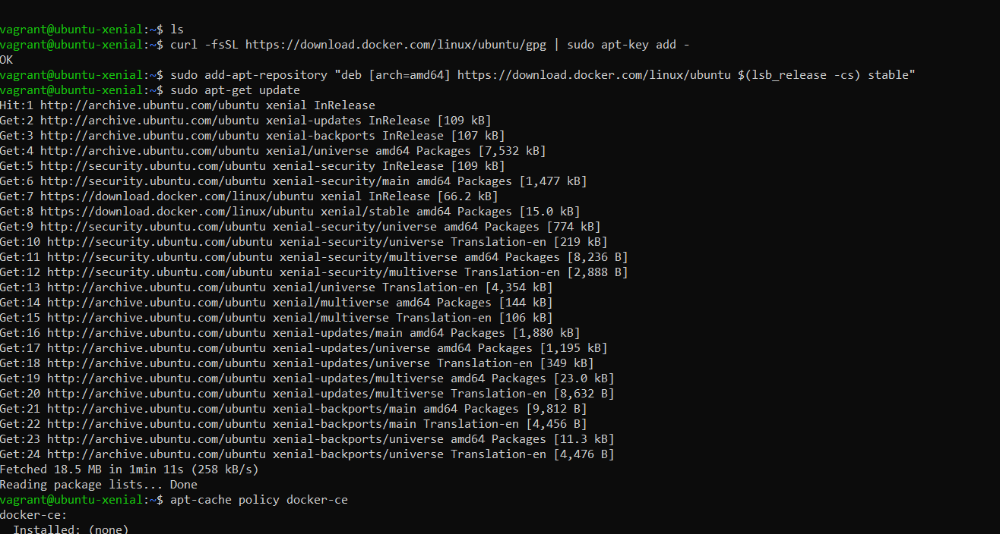 vagrant@ubuntu-xenial:~$ ls
vagrant@ubuntu-xenial:~$ curl -fsSL https://download.docker.com/linux/ubuntu/gpg | sudo apt-key add -
OK
vagrant@ubuntu-xenial:~$ sudo add-apt-repository "deb [arch=amd64] https://download.docker.com/linux/ubuntu $(lsb_release -cs) stable"
vagrant@ubuntu-xenial:~$ sudo apt-get update
Hit:1 http://archive.ubuntu.com/ubuntu xenial InRelease
Get:2 http://archive.ubuntu.com/ubuntu xenial-updates InRelease [109 kB]
Get:3 http://archive.ubuntu.com/ubuntu xenial-backports InRelease [107 kB]
Get:4 http://archive.ubuntu.com/ubuntu xenial/universe amd64 Packages [7,532 kB]
Get:5 http://security.ubuntu.com/ubuntu xenial-security InRelease [109 kB]
Get:6 http://security.ubuntu.com/ubuntu xenial-security/main amd64 Packages [1,477 kB]
Get:7 https://download.docker.com/linux/ubuntu xenial InRelease [66.2 kB]
Get:8 https://download.docker.com/linux/ubuntu xenial/stable amd64 Packages [15.0 kB]
Get:9 http://security.ubuntu.com/ubuntu xenial-security/universe amd64 Packages [774 kB]
Get:10 http://security.ubuntu.com/ubuntu xenial-security/universe Translation-en [219 kB]
Get:11 http://security.ubuntu.com/ubuntu xenial-security/multiverse amd64 Packages [8,236 B]
Get:12 http://security.ubuntu.com/ubuntu xenial-security/multiverse Translation-en [2,888 B]
Get:13 http://archive.ubuntu.com/ubuntu xenial/universe Translation-en [4,354 kB]
Get:14 http://archive.ubuntu.com/ubuntu xenial/multiverse amd64 Packages [144 kB]
Get:15 http://archive.ubuntu.com/ubuntu xenial/multiverse Translation-en [106 kB]
Get:16 http://archive.ubuntu.com/ubuntu xenial-updates/main amd64 Packages [1,880 kB]
Get:17 http://archive.ubuntu.com/ubuntu xenial-updates/universe amd64 Packages [1,195 kB]
Get:18 http://archive.ubuntu.com/ubuntu xenial-updates/universe Translation-en [349 kB]
Get:19 http://archive.ubuntu.com/ubuntu xenial-updates/multiverse amd64 Packages [23.0 kB]
Get:20 http://archive.ubuntu.com/ubuntu xenial-updates/multiverse Translation-en [8,632 B]
Get:21 http://archive.ubuntu.com/ubuntu xenial-backports/main amd64 Packages [9,812 B]
Get:22 http://archive.ubuntu.com/ubuntu xenial-backports/main Translation-en [4,456 B]
Get:23 http://archive.ubuntu.com/ubuntu xenial-backports/universe amd64 Packages [11.3 kB]
Get:24 http://archive.ubuntu.com/ubuntu xenial-backports/universe Translation-en [4,476 B]
Fetched 18.5 MB in 1min 11s (258 kB/s)
Reading package lists... Done
vagrant@ubuntu-xenial:~$ apt-cache policy docker-ce
docker-ce:
  Installed: (none)